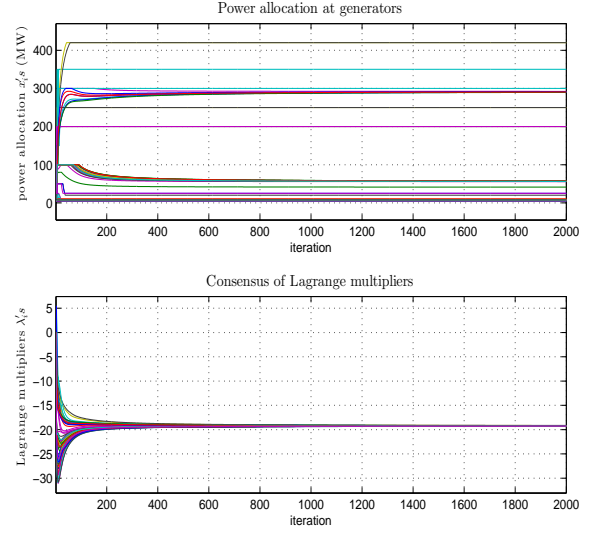 Power allocation at generators
power allocation x′ᵢs (MW)
400
300
200
100
0
200 400 600 800 1000 1200 1400 1600 1800 2000
iteration
Consensus of Lagrange multipliers
Lagrange multipliers λ′ᵢs
5
0
−5
−10
−15
−20
−25
−30
200 400 600 800 1000 1200 1400 1600 1800 2000
iteration